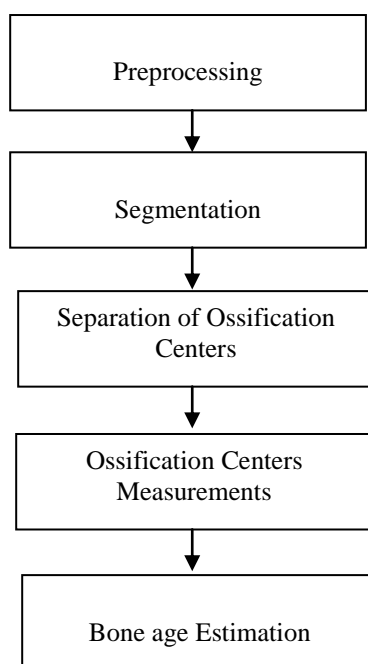 Preprocessing
Segmentation
Separation of Ossification
Centers
Ossification Centers
Measurements
Bone age Estimation